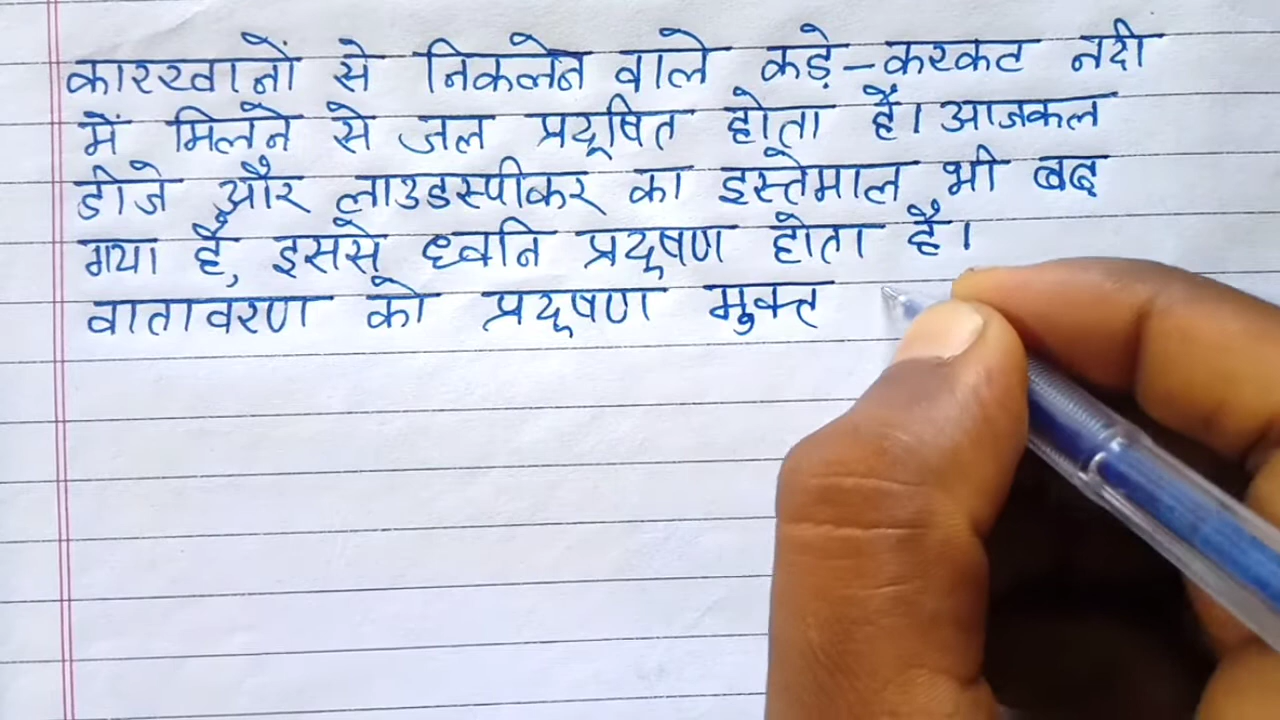 कारखानों से निकलेन वाले कड़े-करकट नदी
में मिलने से जल प्रदूषित होता है। आजकल
डीजे और लाउडस्पीकर का इस्तेमाल भी बढ़
गया है, इससे ध्वनि प्रदूषण होता है।
वातावरण को प्रदूषण मुक्त